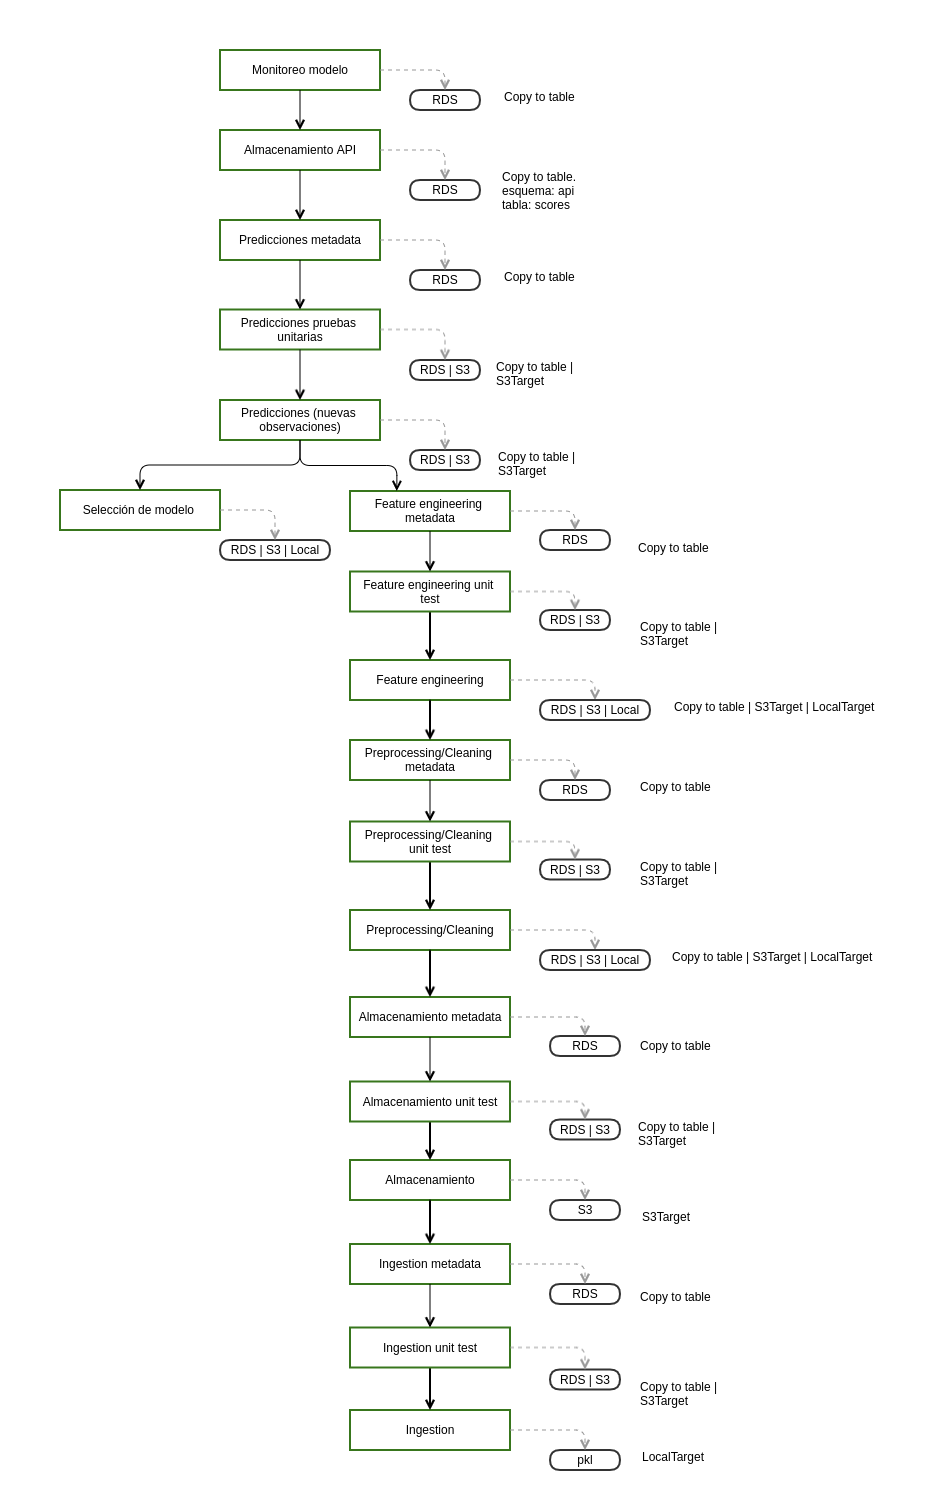 Monitoreo modelo
RDS
Copy to table
Almacenamiento API
RDS
Copy to table.
esquema: api
tabla: scores
Predicciones metadata
RDS
Copy to table
Predicciones pruebas
unitarias
RDS | S3
Copy to table |
S3Target
Predicciones (nuevas
observaciones)
RDS | S3
Copy to table |
S3Target
Selección de modelo
RDS | S3 | Local
Feature engineering
metadata
RDS
Copy to table
Feature engineering unit
test
RDS | S3
Copy to table |
S3Target
Feature engineering
RDS | S3 | Local
Copy to table | S3Target | LocalTarget
Preprocessing/Cleaning
metadata
RDS
Copy to table
Preprocessing/Cleaning
unit test
RDS | S3
Copy to table |
S3Target
Preprocessing/Cleaning
RDS | S3 | Local
Copy to table | S3Target | LocalTarget
Almacenamiento metadata
RDS
Copy to table
Almacenamiento unit test
RDS | S3
Copy to table |
S3Target
Almacenamiento
S3
S3Target
Ingestion metadata
RDS
Copy to table
Ingestion unit test
RDS | S3
Copy to table |
S3Target
Ingestion
pkl
LocalTarget